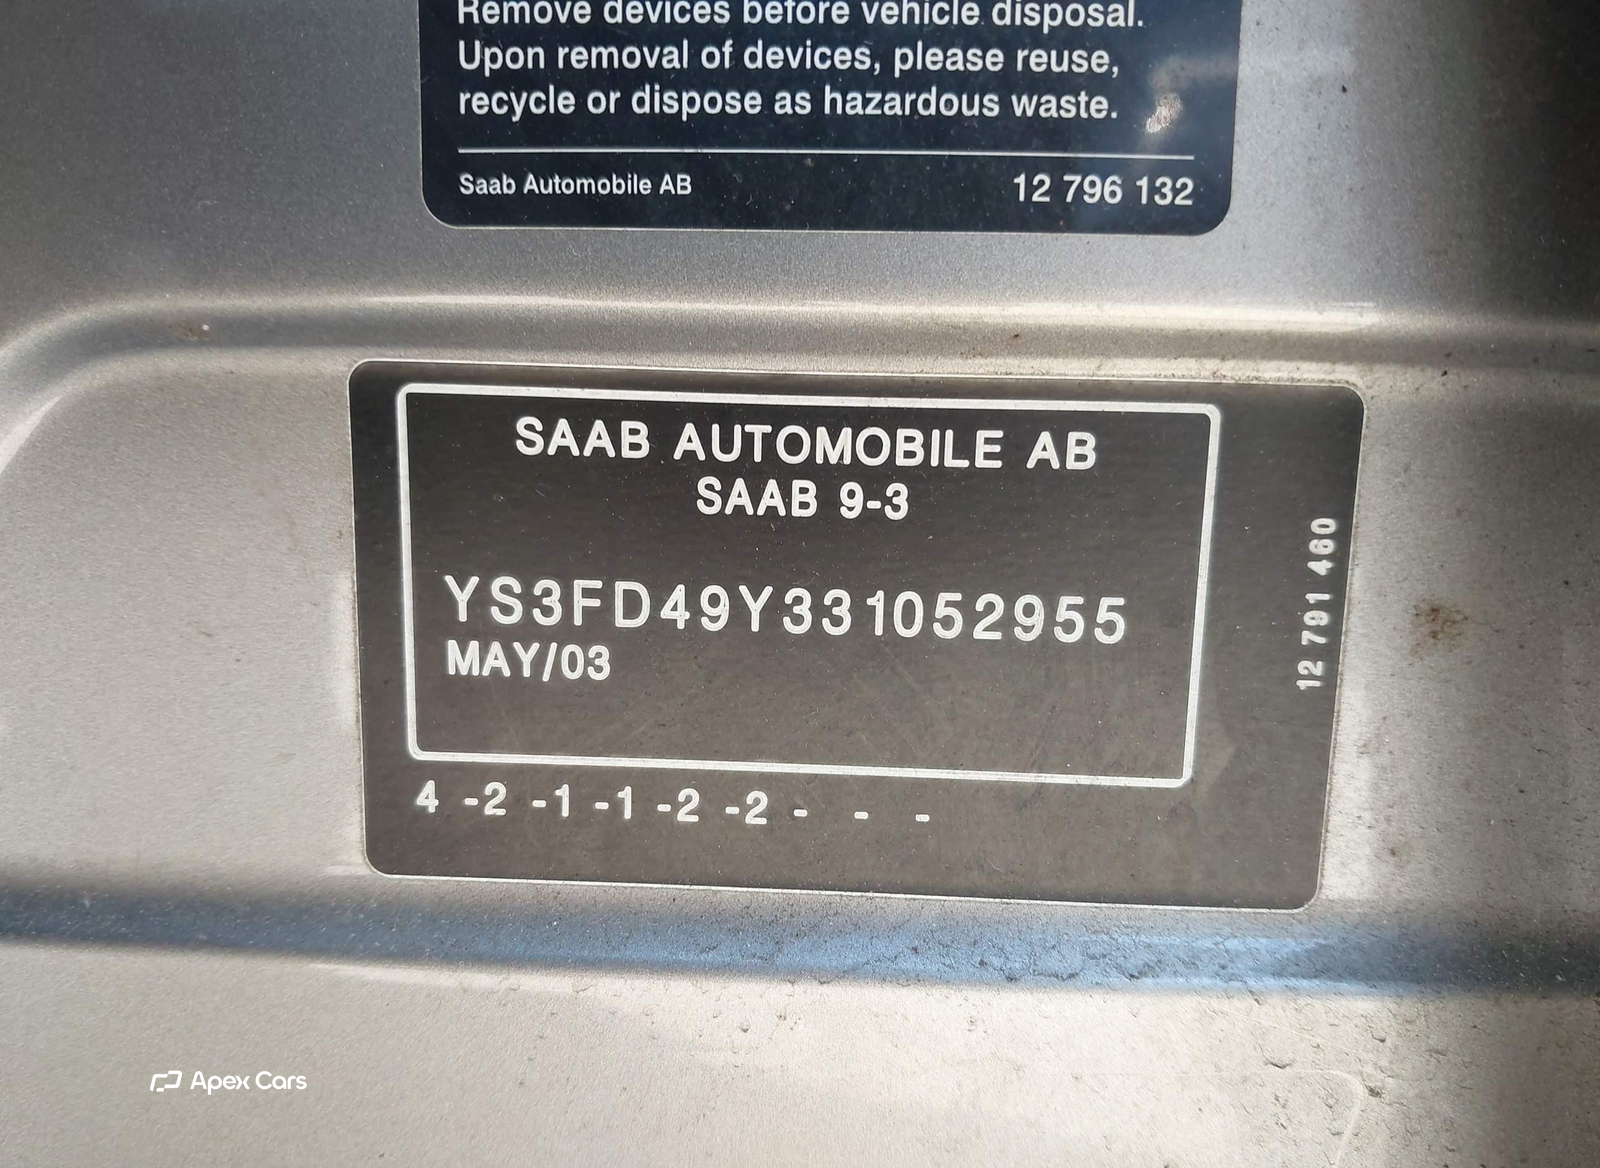 Remove devices before vehicle disposal.
Upon removal of devices, please reuse,
recycle or dispose as hazardous waste.
Saab Automobile AB
12 796 132
SAAB AUTOMOBILE AB
SAAB 9-3
YS3FD49Y331052955
MAY/03
4 -2 -1 -1 -2 -2 - - -
12 791 460
Apex Cars